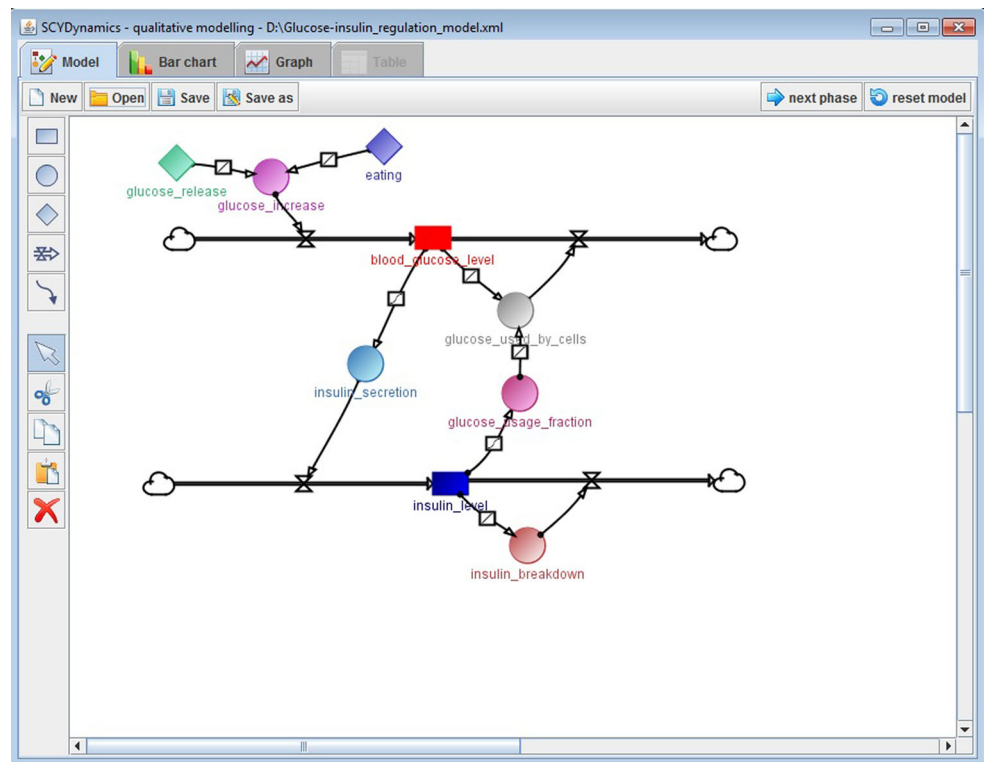 SCYDynamics - qualitative modelling - D:\Glucose-insulin_regulation_model.xml
Model Bar chart Graph Table
New Open Save Save as next phase reset model
eating
glucose_release
glucose_increase
blood_glucose_level
glucose_used_by_cells
insulin_secretion
glucose_usage_fraction
insulin_level
insulin_breakdown